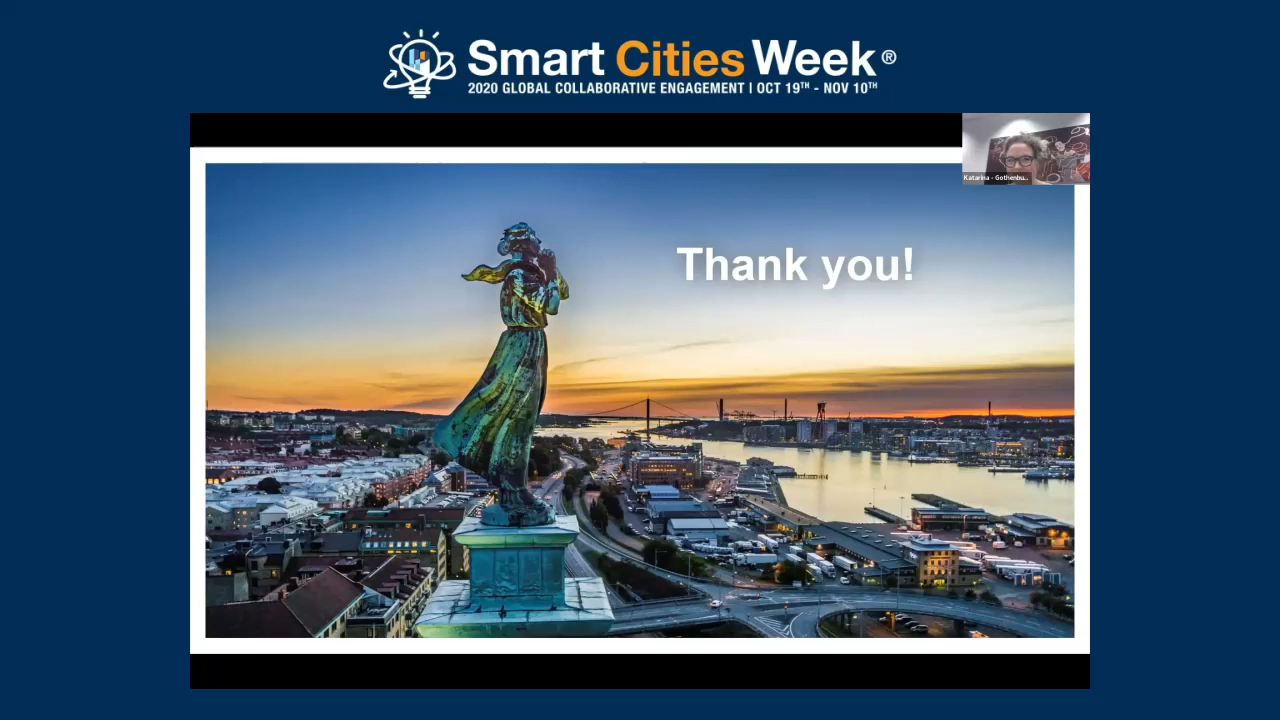 Smart Cities Week®
2020 GLOBAL COLLABORATIVE ENGAGEMENT | OCT 19TH - NOV 10TH
Katarina - Gothenbu...
Thank you!